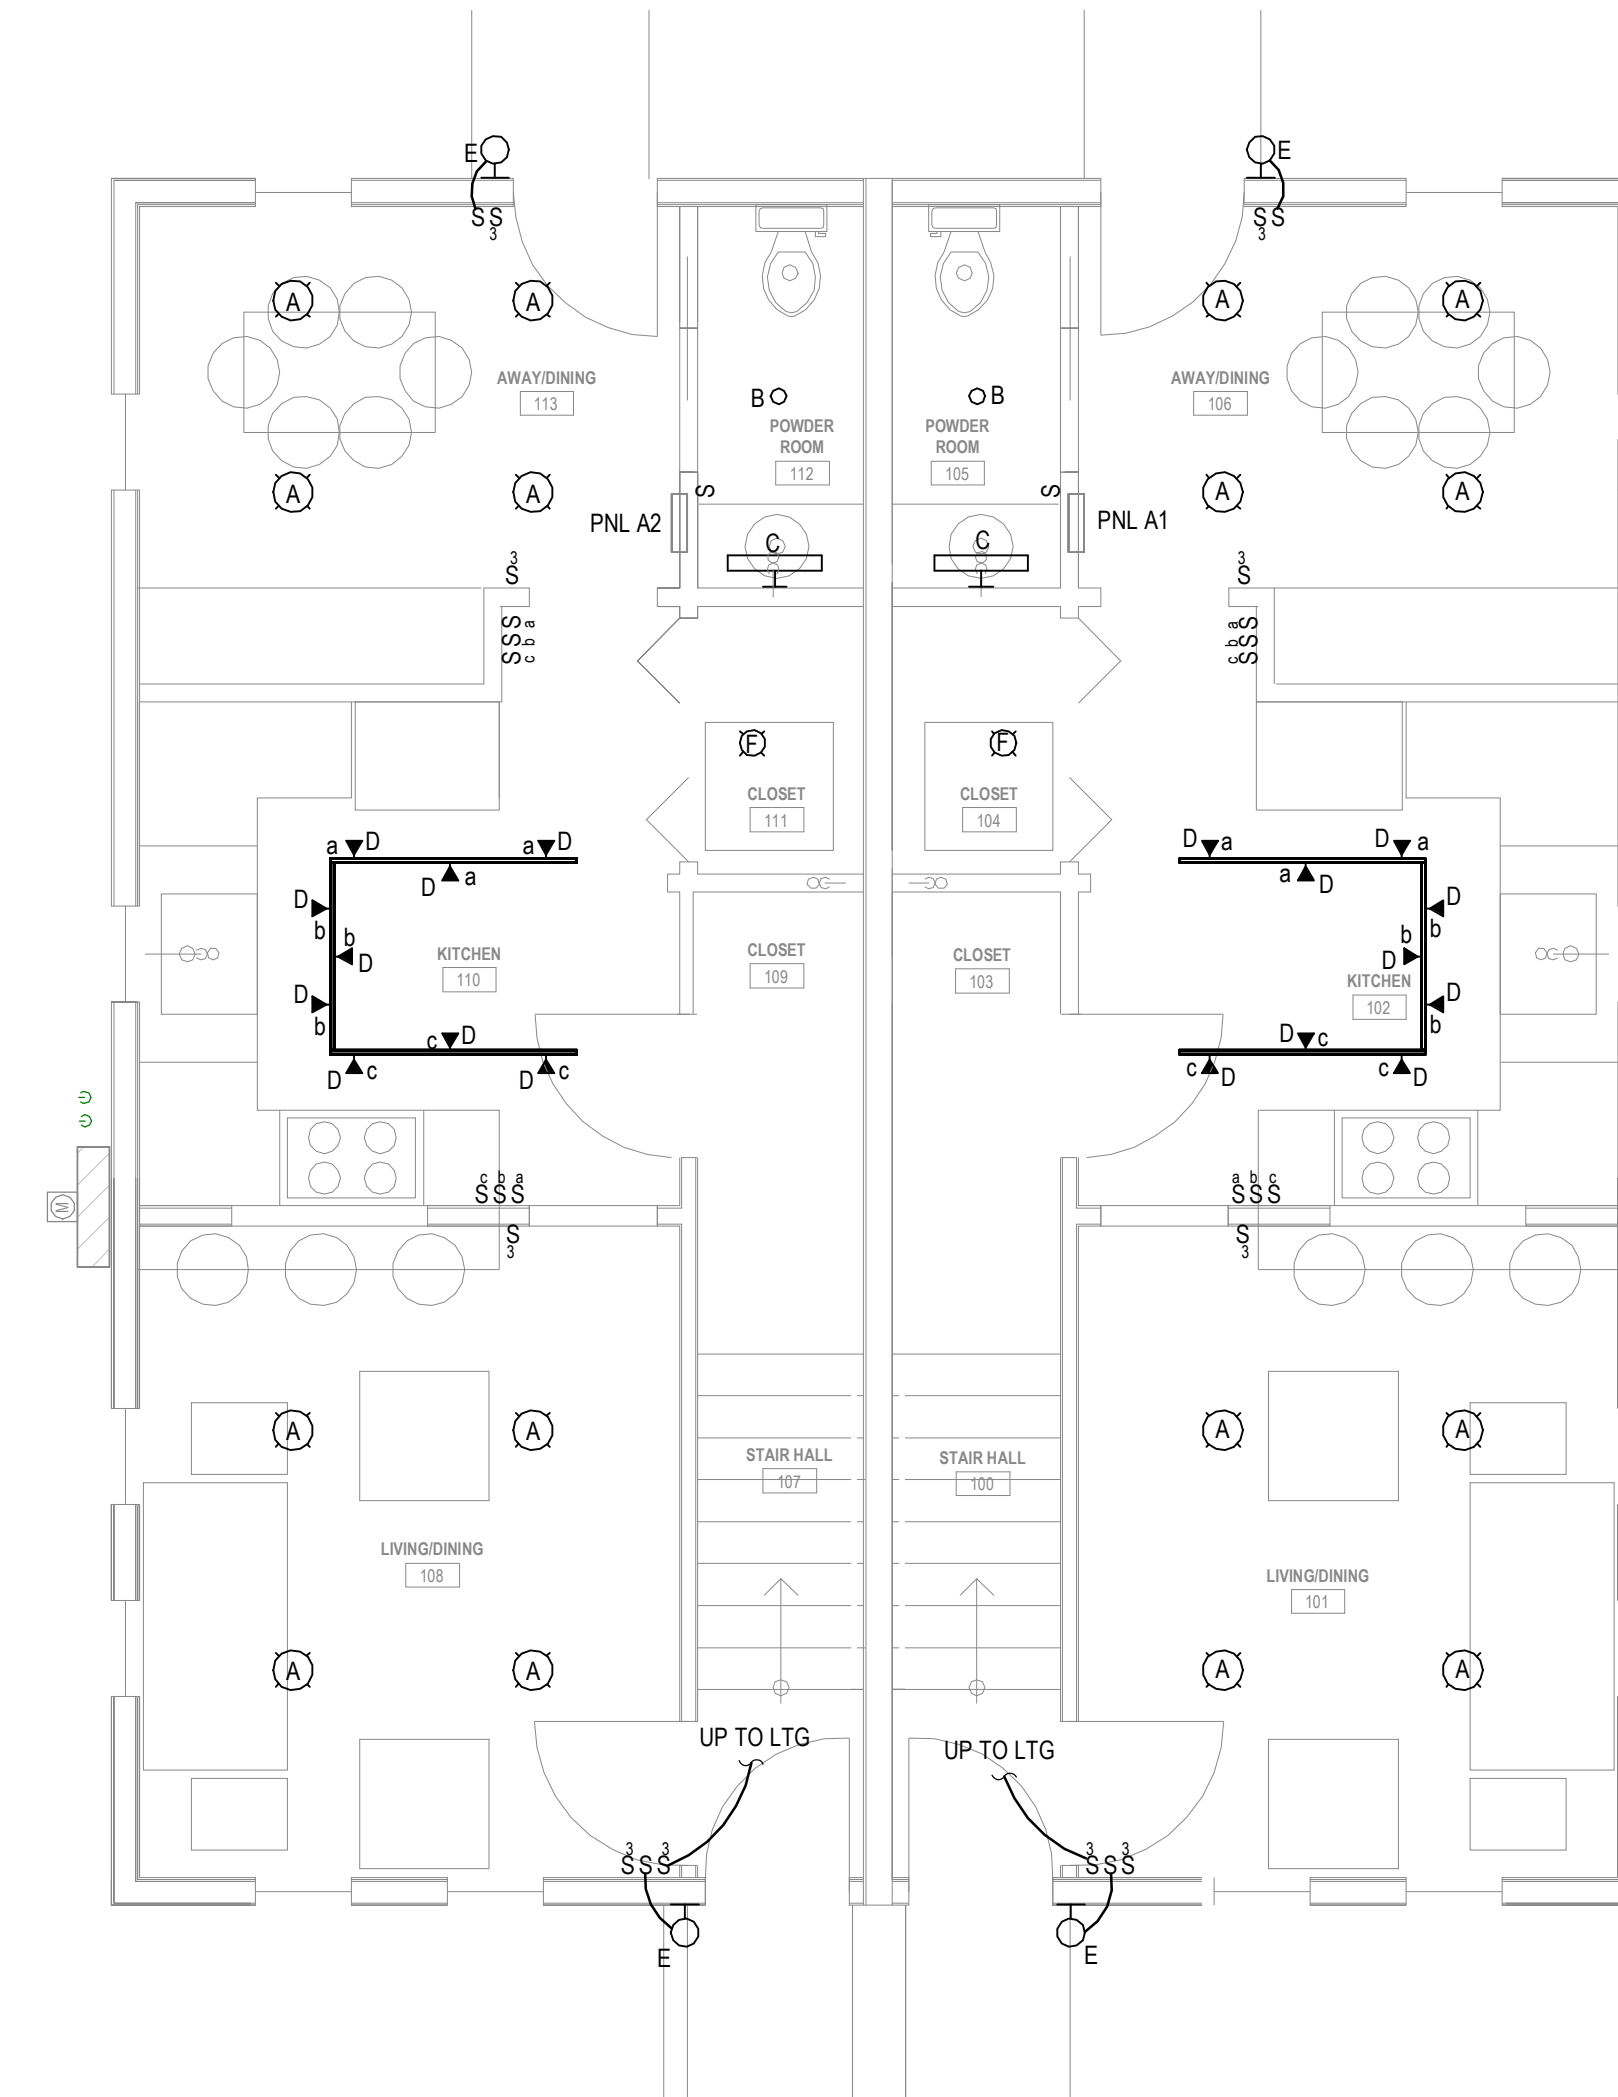 E
E
S S
3
S S
3
A
A
A
A
AWAY/DINING
113
AWAY/DINING
106
B
B
POWDER
ROOM
112
POWDER
ROOM
105
A
A
A
A
S
S
PNL A2
PNL A1
C
C
3
S
3
S
S a
S b
S c
a S
b S
c S
F
F
CLOSET
111
CLOSET
104
a D
a D
D a
D a
D a
a D
D
b
b
D
D
b
D
b
b
D
D
b
KITCHEN
110
CLOSET
109
CLOSET
103
KITCHEN
102
c D
D c
D c
D c
c D
c D
M
c b a
S S S
a b c
S S S
S
3
S
3
A
A
A
A
STAIR HALL
107
STAIR HALL
100
LIVING/DINING
108
LIVING/DINING
101
A
A
A
A
UP TO LTG
UP TO LTG
3 3
S S S
3 3
S S S
E
E